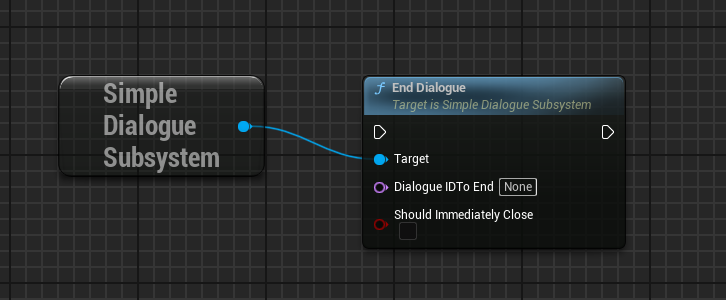 Simple
Dialogue
Subsystem
f End Dialogue
Target is Simple Dialogue Subsystem
Target
Dialogue IDTo End None
Should Immediately Close